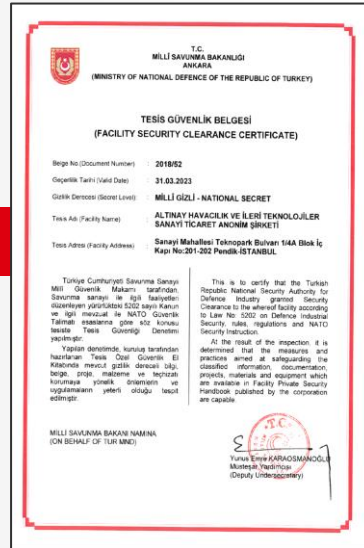 T.C.
MİLLİ SAVUNMA BAKANLIĞI
ANKARA
(MINISTRY OF NATIONAL DEFENCE OF THE REPUBLIC OF TURKEY)
TESİS GÜVENLİK BELGESİ
(FACILITY SECURITY CLEARANCE CERTIFICATE)
Belge No.(Document Number) : 2018/52
Geçerlilik Tarihi (Valid Date) : 31.03.2023
Gizlilik Derecesi (Secret Level) : MİLLİ GİZLİ - NATIONAL SECRET
Tesis Adı (Facility Name) : ALTINAY HAVACILIK VE İLERİ TEKNOLOJİLER
SANAYİ TİCARET ANONİM ŞİRKETİ
Tesis Adresi (Facility Address) : Sanayi Mahallesi Teknopark Bulvarı 1/4A Blok İç
Kapı No:201-202 Pendik-İSTANBUL
Türkiye Cumhuriyeti Savunma Sanayi
Milli Güvenlik Makamı tarafından,
Savunma sanayii ile ilgili faaliyetleri
düzenleyen yürürlükteki 5202 sayılı Kanun
ve ilgili mevzuat ile NATO Güvenlik
Talimatı esaslarına göre söz konusu
tesiste Tesis Güvenliği Denetimi
yapılmıştır.
Yapılan denetimde, kuruluş tarafından
hazırlanan Tesis Özel Güvenlik El
Kitabında mevcut gizlilik dereceli bilgi,
belge, proje, malzeme ve teçhizatı
korumaya yönelik önlemlerin ve
uygulamaların yeterli olduğu tespit
edilmiştir.
This is to certify that the Turkish
Republic National Security Authority for
Defence Industry granted Security
Clearance to the whereof facility according
to Law No: 5202 on Defence Industrial
Security, rules, regulations and NATO
Security Instruction.
At the result of the inspection, it is
determined that the measures and
practices aimed at safeguarding the
classified information, documentation,
projects, materials and equipment which
are available in Facility Private Security
Handbook published by the corporation
are capable.
MİLLİ SAVUNMA BAKANI NAMINA
(ON BEHALF OF TUR MND)
T.C.
Yunus Emre KARAOSMANOĞLU
Müsteşar Yardımcısı
(Deputy Undersecretary)